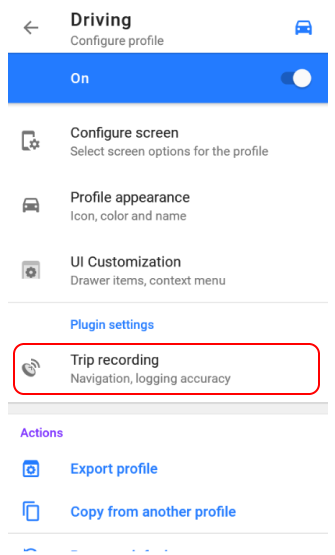 Driving
Configure profile
On
Configure screen
Select screen options for the profile
Profile appearance
Icon, color and name
UI Customization
Drawer items, context menu
Plugin settings
Trip recording
Navigation, logging accuracy
Actions
Export profile
Copy from another profile